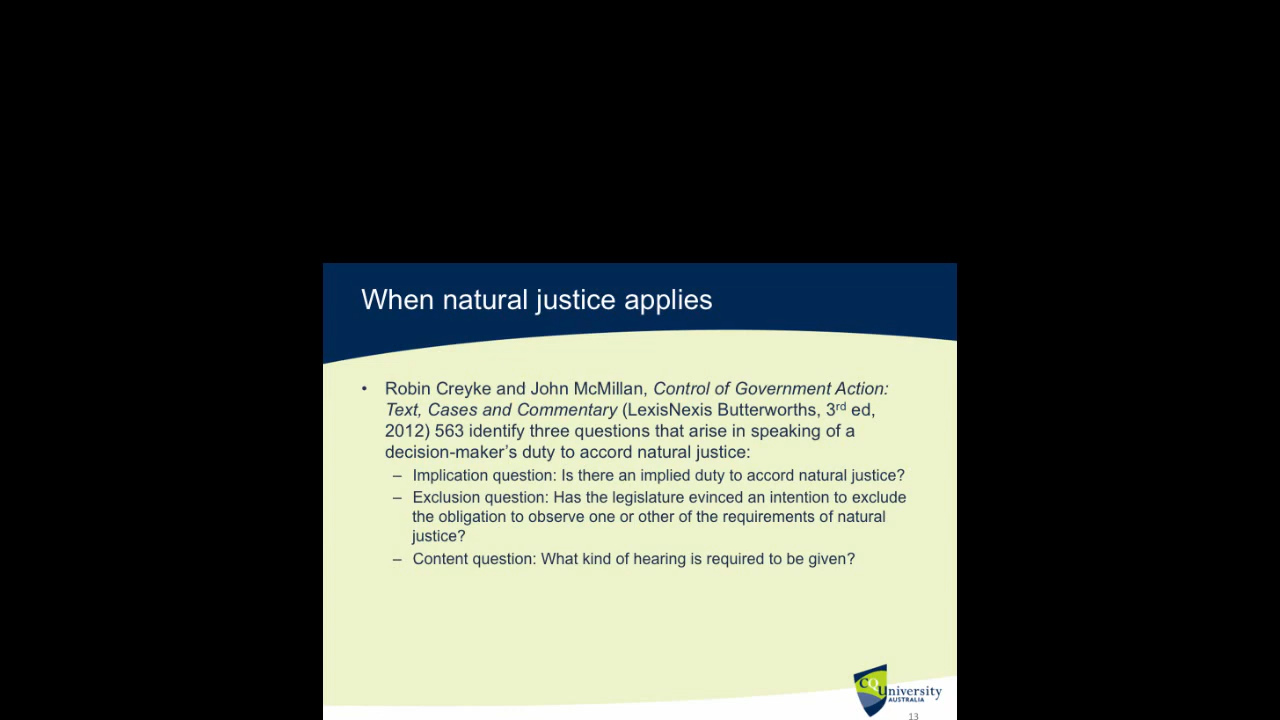 When natural justice applies
• Robin Creyke and John McMillan, Control of Government Action:
Text, Cases and Commentary (LexisNexis Butterworths, 3rd ed,
2012) 563 identify three questions that arise in speaking of a
decision-maker's duty to accord natural justice:
– Implication question: Is there an implied duty to accord natural justice?
– Exclusion question: Has the legislature evinced an intention to exclude
the obligation to observe one or other of the requirements of natural
justice?
– Content question: What kind of hearing is required to be given?
CQUniversity
AUSTRALIA
13